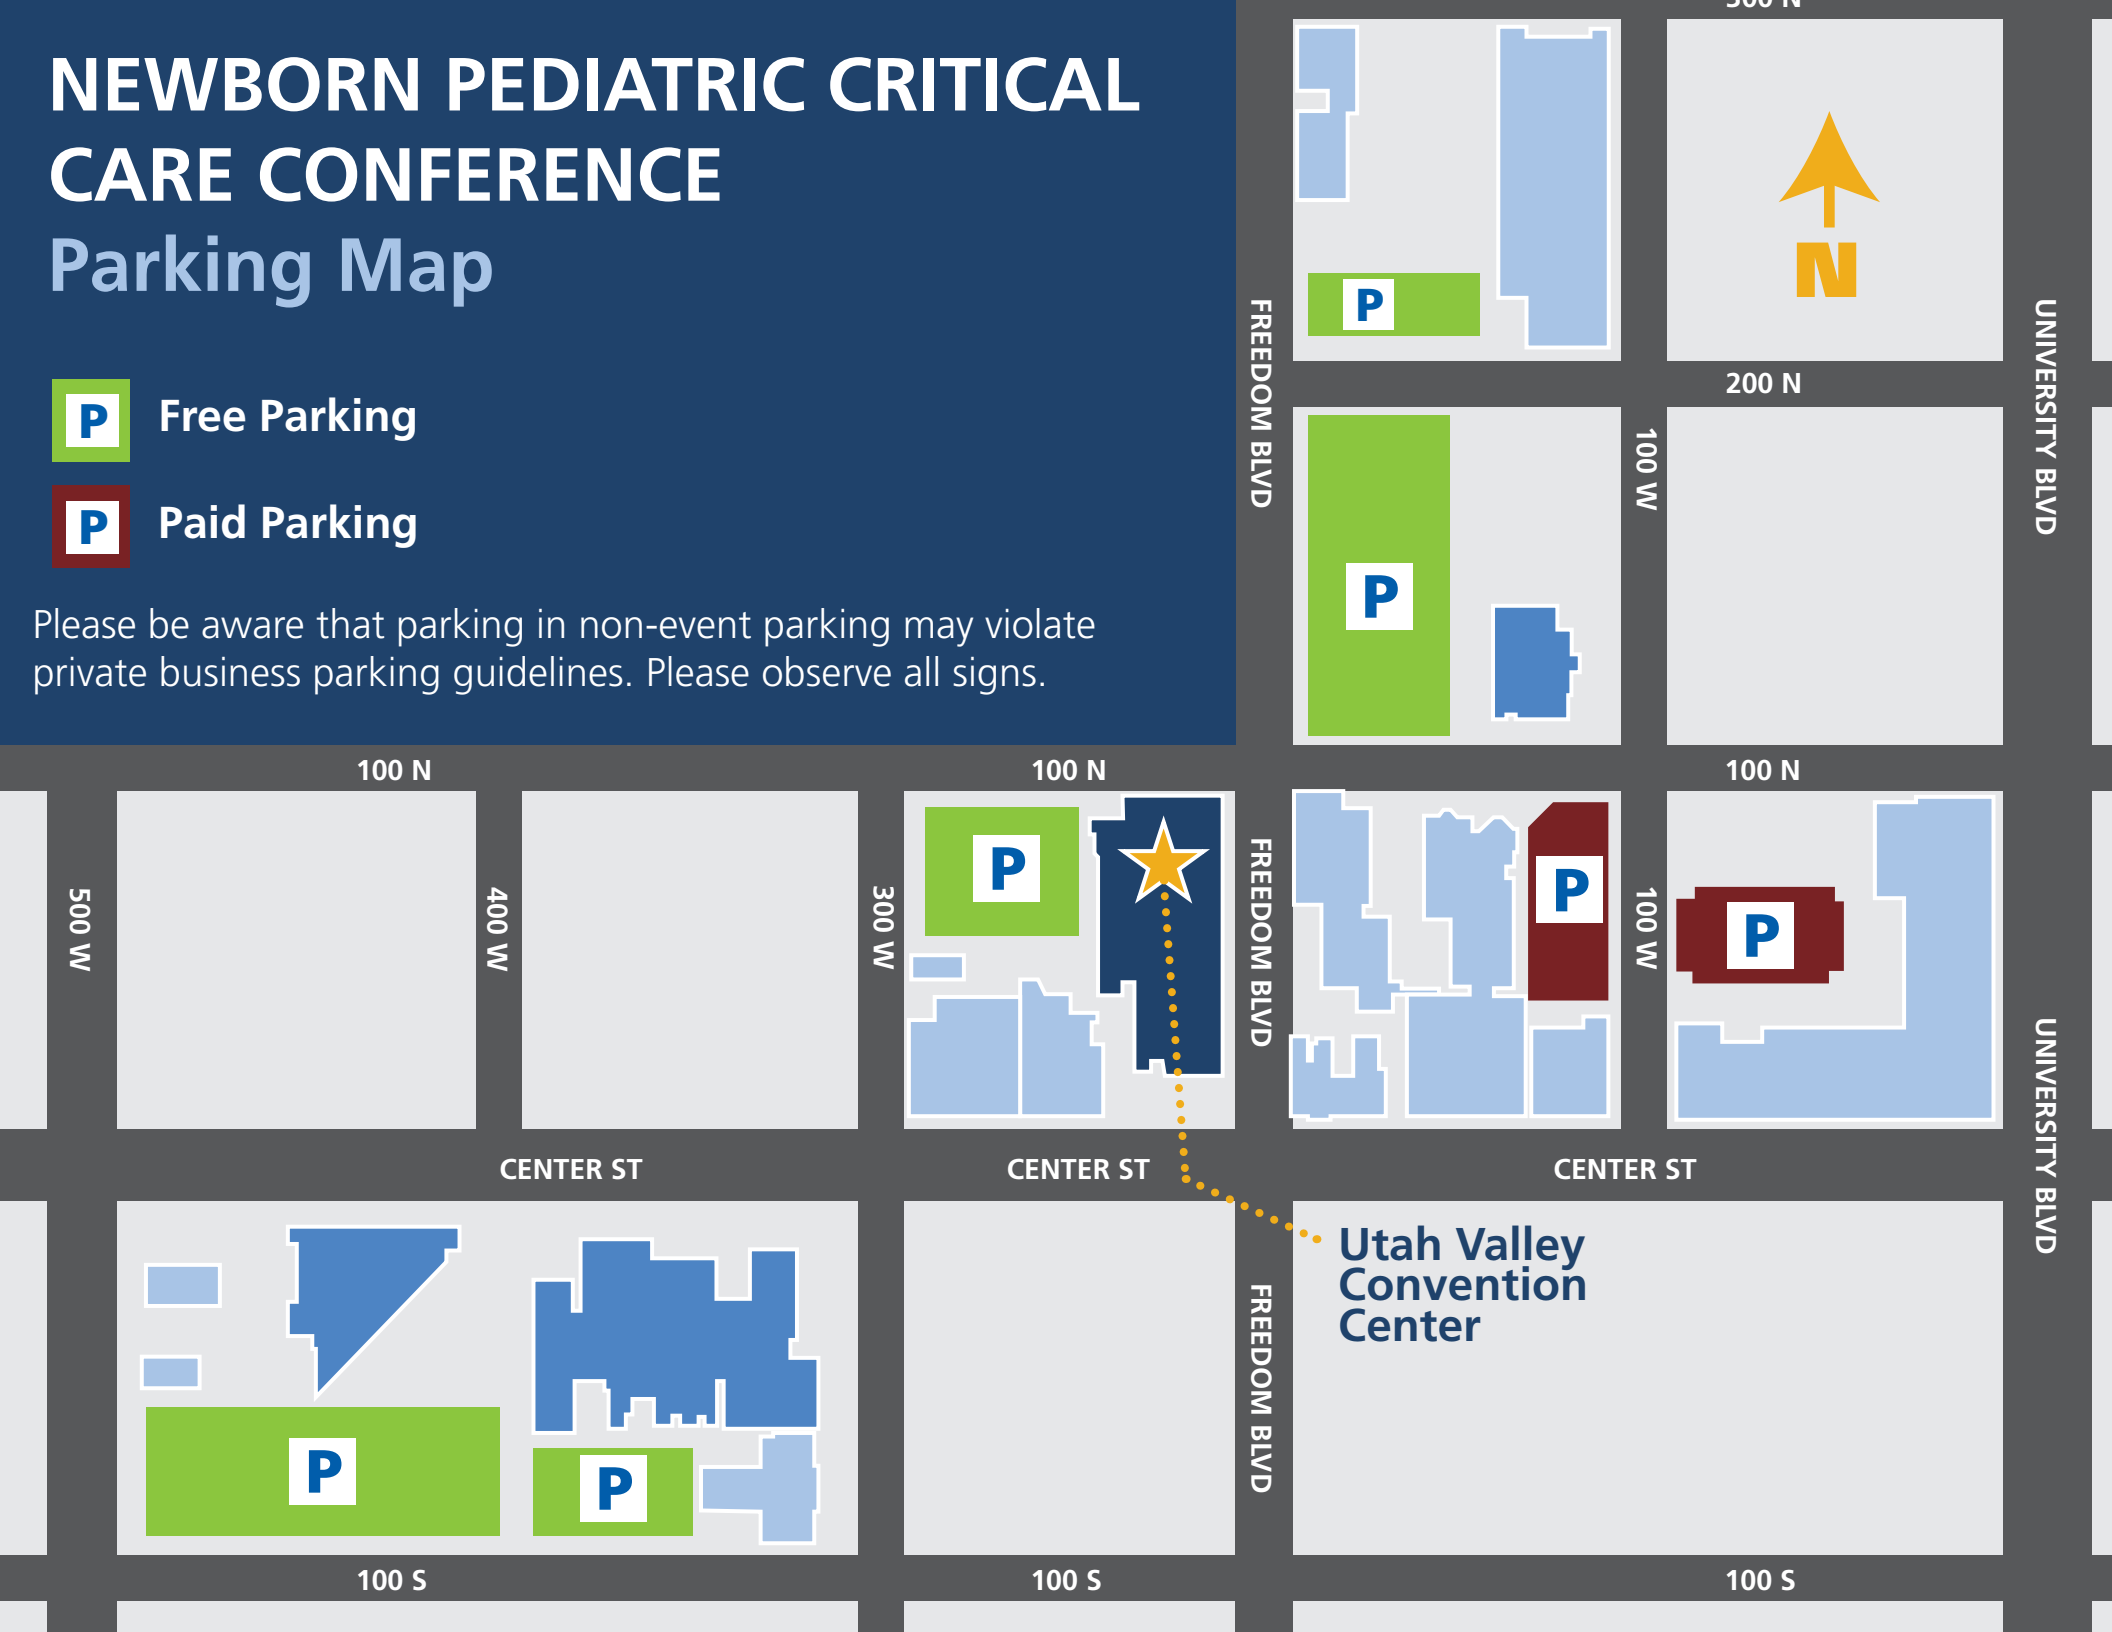 NEWBORN PEDIATRIC CRITICAL
CARE CONFERENCE
Parking Map
P Free Parking
P Paid Parking
Please be aware that parking in non-event parking may violate
private business parking guidelines. Please observe all signs.
N
P
FREEDOM BLVD
UNIVERSITY BLVD
200 N
100 W
P
100 N
100 N
100 N
500 W
400 W
300 W
P
FREEDOM BLVD
P
100 W
P
UNIVERSITY BLVD
CENTER ST
CENTER ST
CENTER ST
Utah Valley
Convention
Center
FREEDOM BLVD
P
P
100 S
100 S
100 S